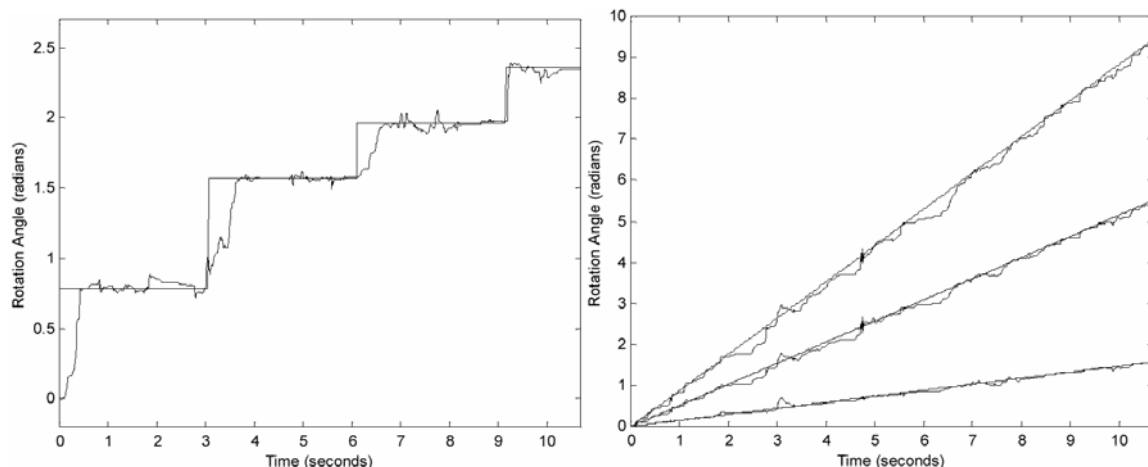 2.5
2
1.5
1
0.5
0
Rotation Angle (radians)
0 1 2 3 4 5 6 7 8 9 10
Time (seconds)
10
9
8
7
6
5
4
3
2
1
0
Rotation Angle (radians)
0 1 2 3 4 5 6 7 8 9 10
Time (seconds)